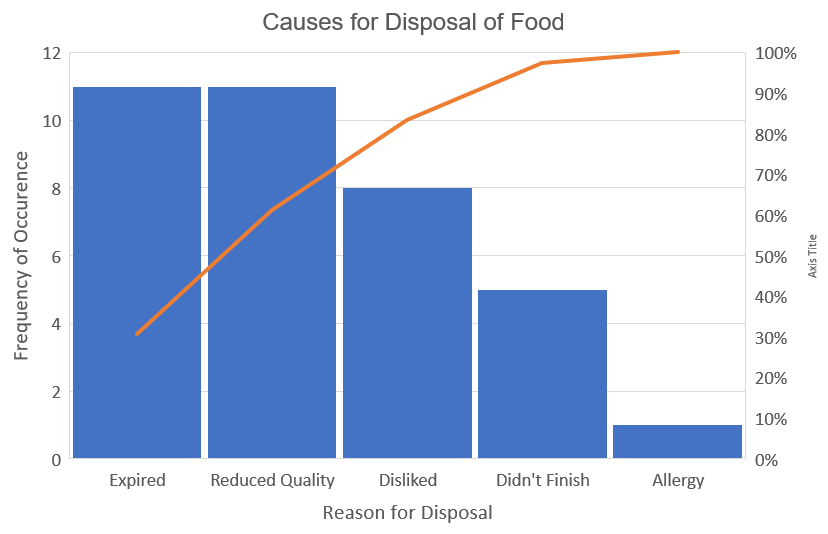 Causes for Disposal of Food
12
10
8
6
4
2
0
Frequency of Occurence
100%
90%
80%
70%
60%
50%
40%
30%
20%
10%
0%
Axis Title
Expired
Reduced Quality
Disliked
Didn't Finish
Allergy
Reason for Disposal